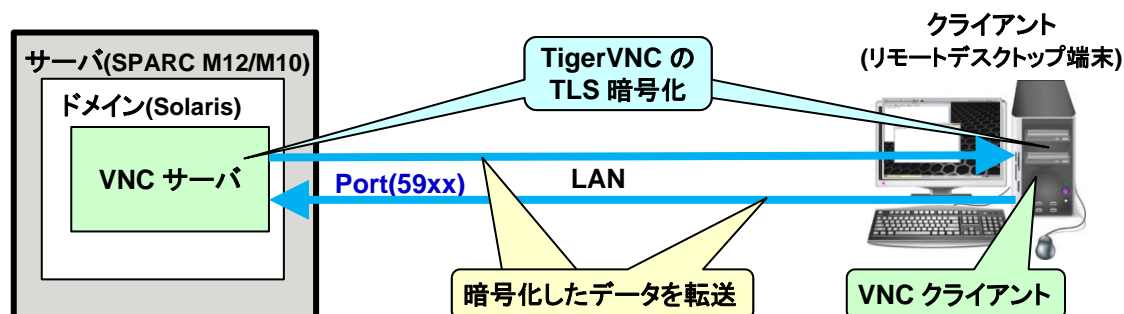 クライアント
(リモートデスクトップ端末)
サーバ(SPARC M12/M10)
TigerVNC の
TLS 暗号化
ドメイン(Solaris)
VNC サーバ
Port(59xx)
LAN
暗号化したデータを転送
VNC クライアント